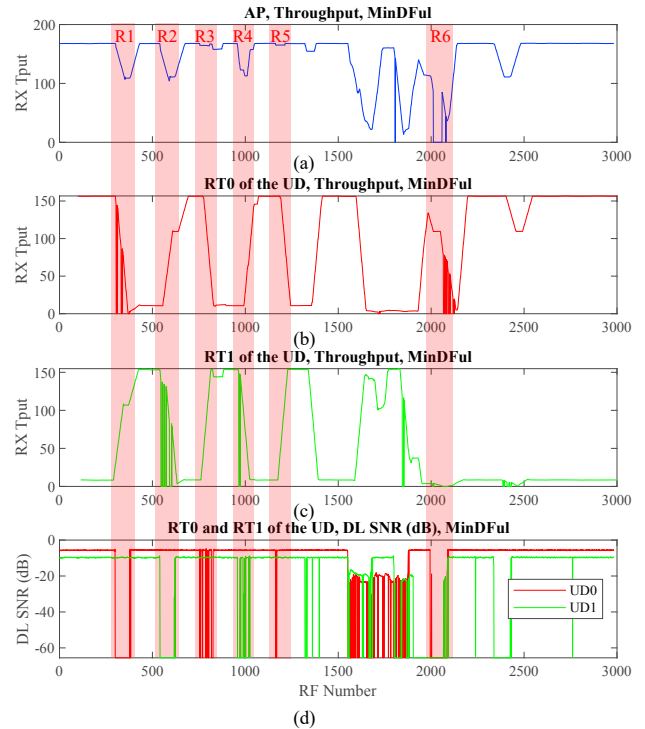 AP, Throughput, MinDFul
R1 R2 R3 R4 R5 R6
RX Tput
200
100
0
0 500 1000 1500 2000 2500 3000
(a)
RT0 of the UD, Throughput, MinDFul
RX Tput
150
100
50
0
0 500 1000 1500 2000 2500 3000
(b)
RT1 of the UD, Throughput, MinDFul
RX Tput
150
100
50
0
0 500 1000 1500 2000 2500 3000
(c)
RT0 and RT1 of the UD, DL SNR (dB), MinDFul
DL SNR (dB)
0
-20
-40
-60
UD0
UD1
0 500 1000 1500 2000 2500 3000
RF Number
(d)